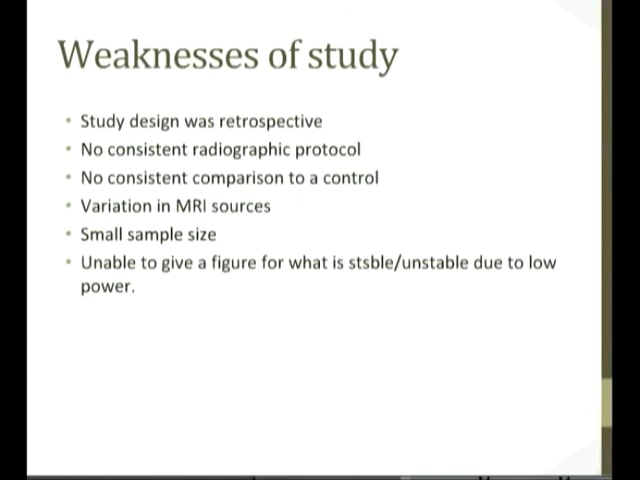 Weaknesses of study
• Study design was retrospective
• No consistent radiographic protocol
• No consistent comparison to a control
• Variation in MRI sources
• Small sample size
• Unable to give a figure for what is stsble/unstable due to low
power.